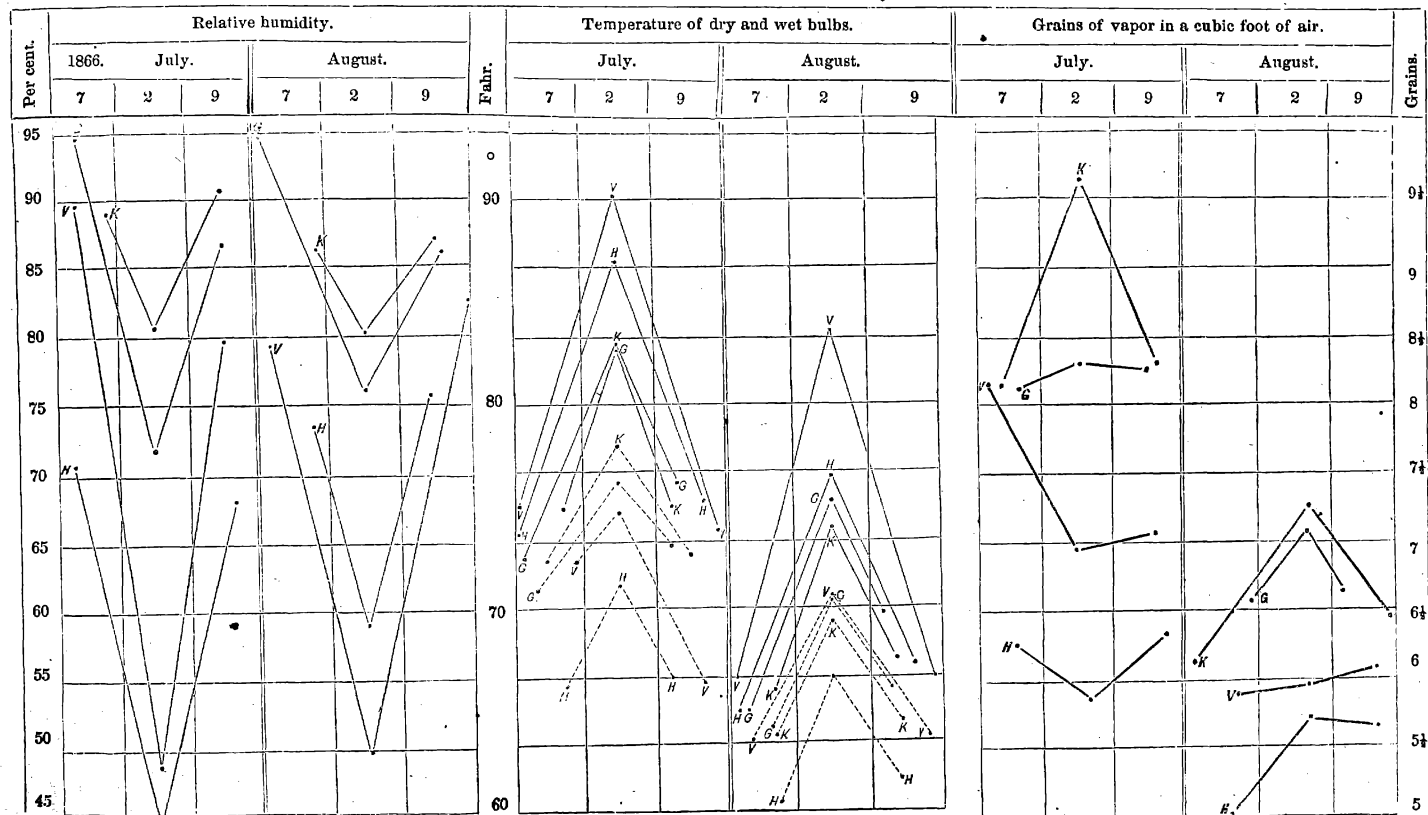 Relative humidity.
Temperature of dry and wet bulbs.
Grains of vapor in a cubic foot of air.
Per cent.
1866. July.
August.
Fahr.
July.
August.
July.
August.
Grains.
7 2 9 7 2 9
7 2 9 7 2 9
7 2 9 7 2 9
95
90
85
80
75
70
65
60
55
50
45
V
K
H
K
V
H
°
90
80
70
60
V
H
K
G
K
V
H
G
G
V
G
K
H
H
H
V
V
H
G
K
V
G
K
V
H
G
K
V
G
K
H
K
V
H
H
K
V
G
H
G
K
V
9½
9
8½
8
7½
7
6½
6
5½
5